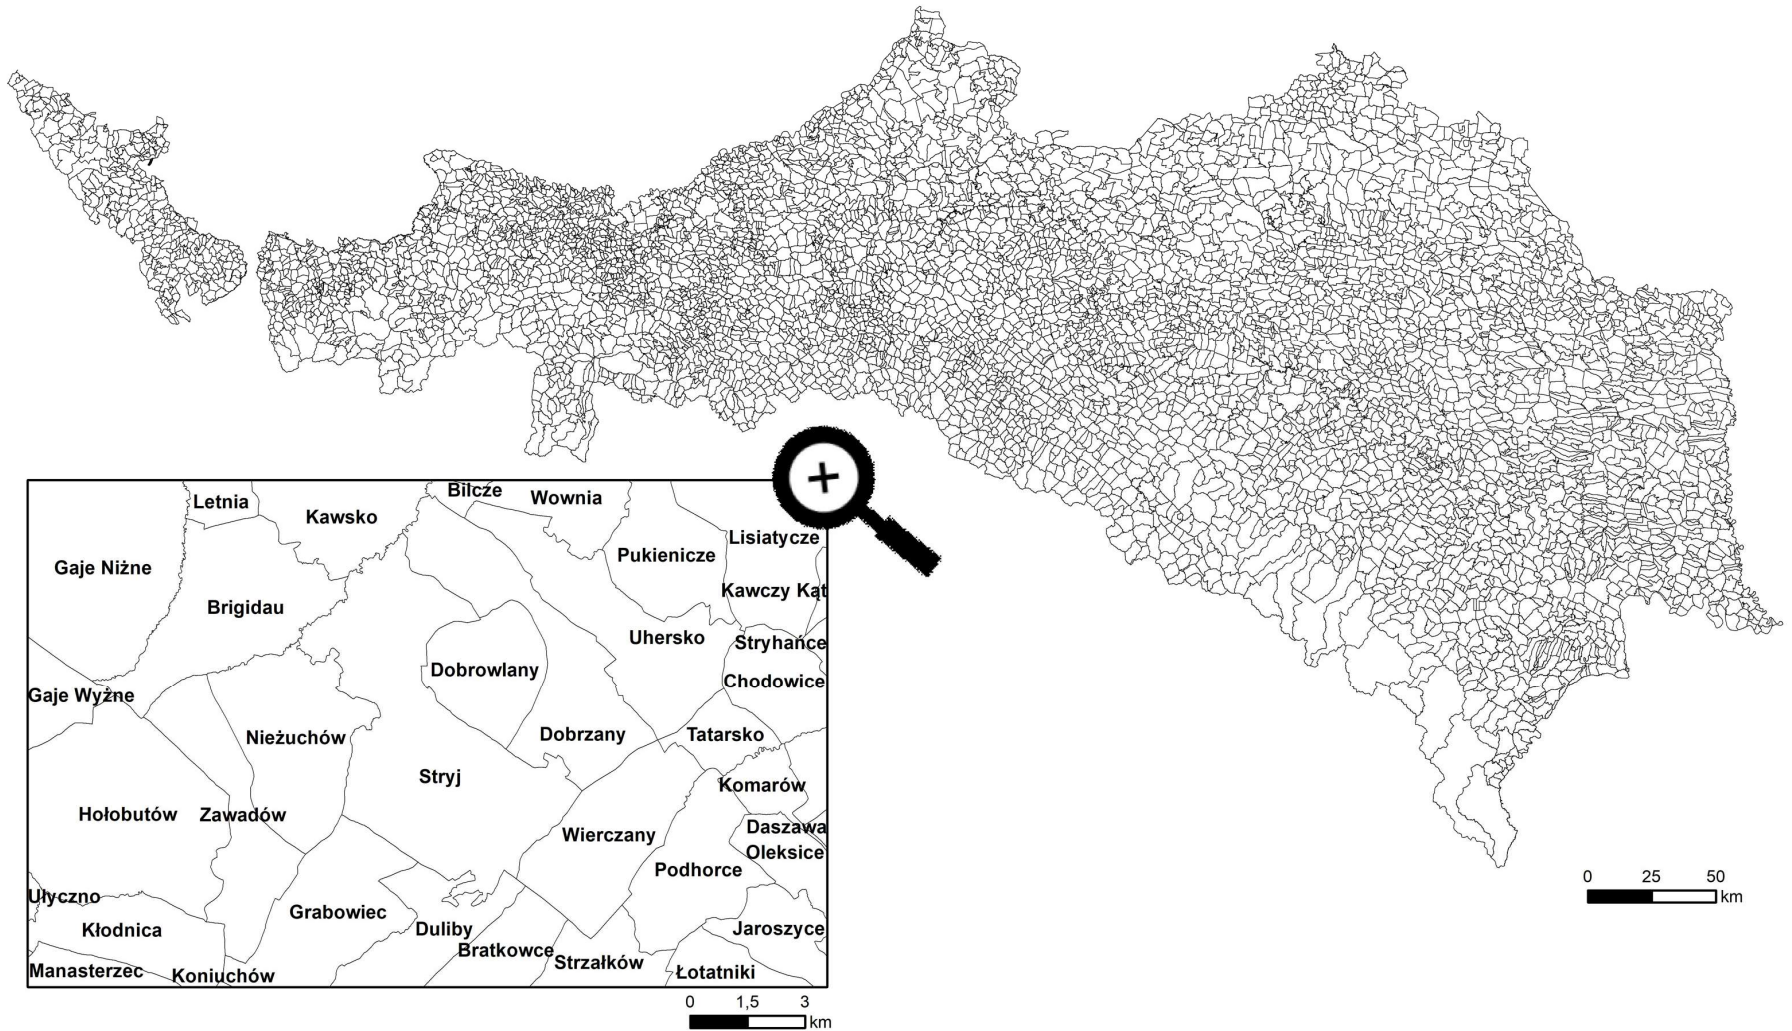 Bilcze
Wownia
Letnia
Kawsko
Lisiatycze
Pukienicze
Gaje Niżne
Kawczy Kąt
Brigidau
Uhersko
Stryhańce
Dobrowlany
Chodowice
Gaje Wyżne
Nieżuchów
Dobrzany
Tatarsko
Stryj
Komarów
Hołobutów
Zawadów
Wierczany
Daszawa
Oleksice
Podhorce
Ułyczno
Grabowiec
Kłodnica
Duliby
Jaroszyce
Bratkowce
Strzałków
Manasterzec
Koniuchów
Łotatniki
0 25 50
km
0 1,5 3
km